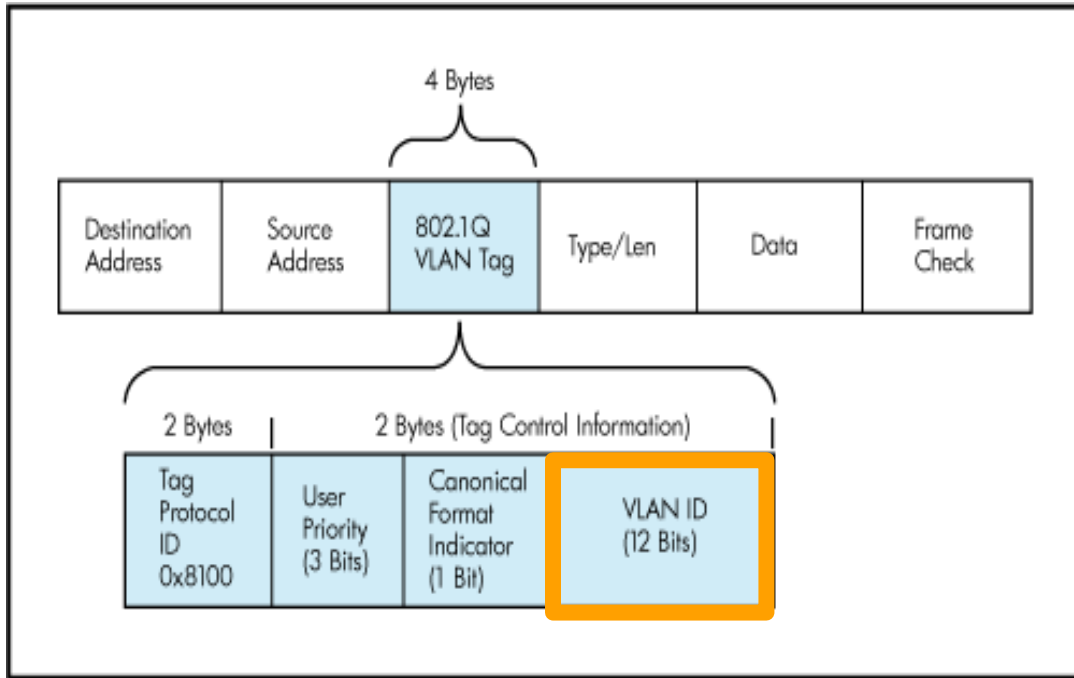 4 Bytes
Destination
Address
Source
Address
802.1Q
VLAN Tag
Type/Len
Data
Frame
Check
2 Bytes
2 Bytes (Tag Control Information)
Tag
Protocol
ID
0x8100
User
Priority
(3 Bits)
Canonical
Format
Indicator
(1 Bit)
VLAN ID
(12 Bits)